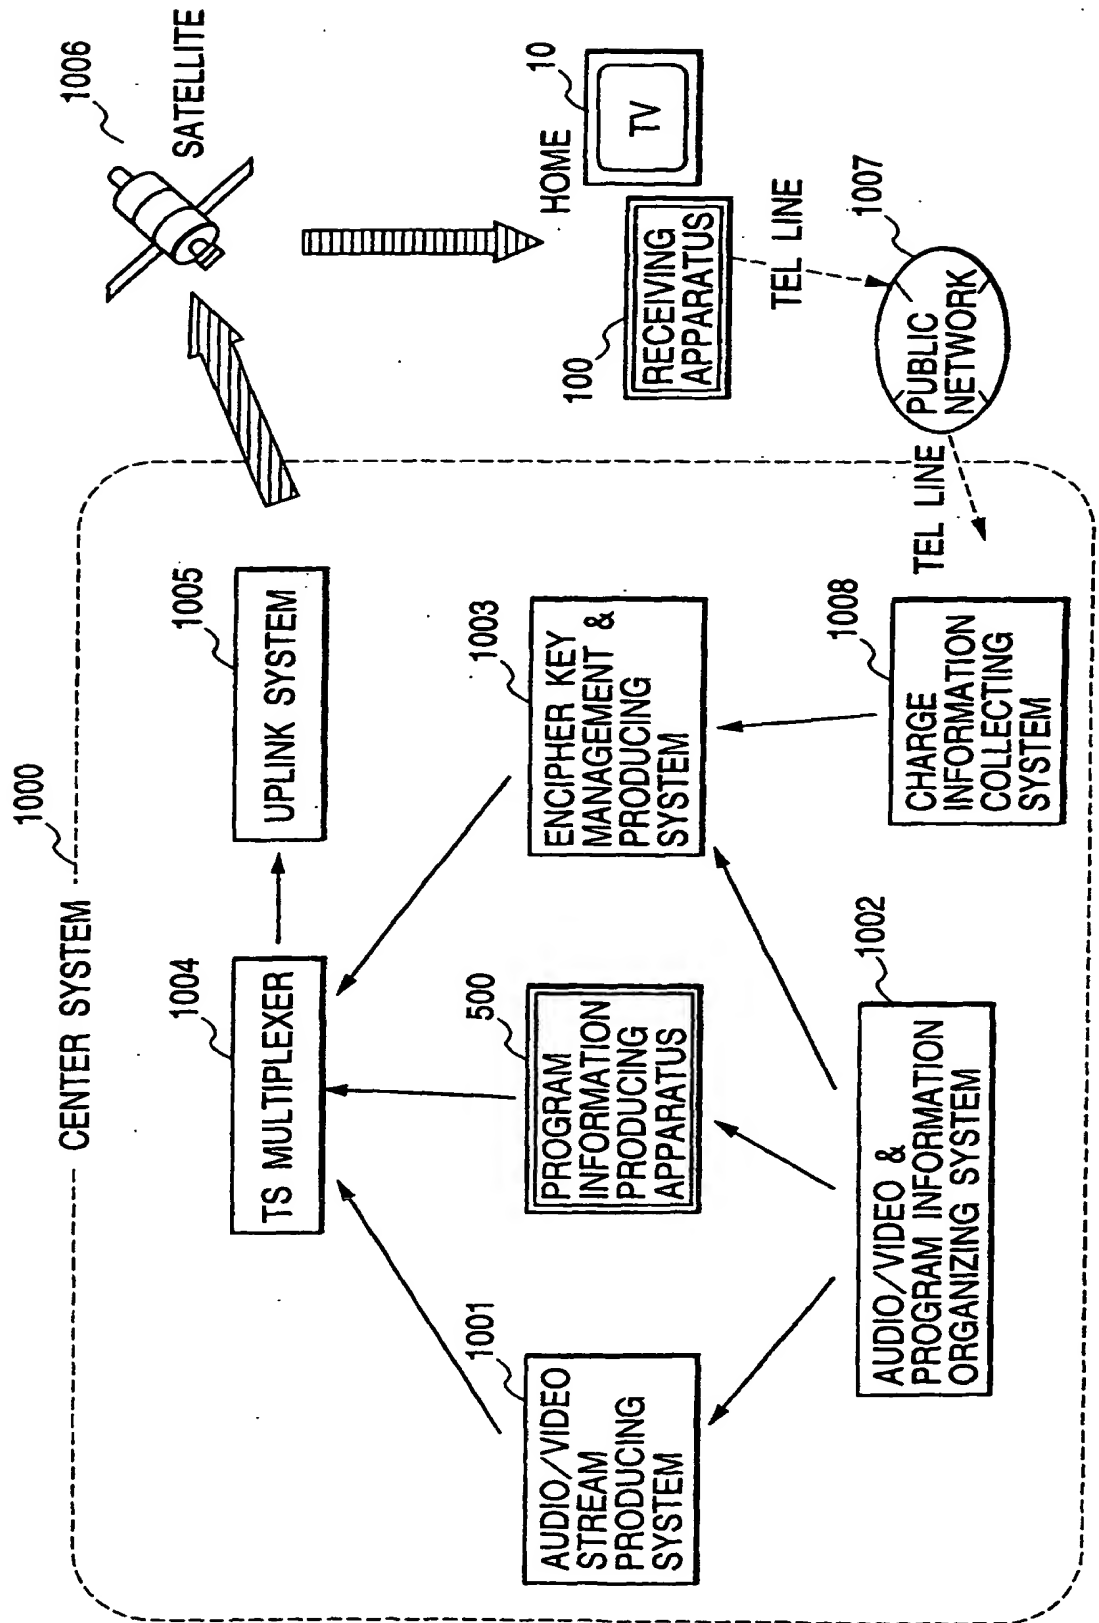 1000
CENTER SYSTEM
1004
TS MULTIPLEXER
1005
UPLINK SYSTEM
1006
SATELLITE
1001
AUDIO/VIDEO
STREAM
PRODUCING
SYSTEM
500
PROGRAM
INFORMATION
PRODUCING
APPARATUS
1003
ENCIPHER KEY
MANAGEMENT &
PRODUCING
SYSTEM
HOME
10
TV
100
RECEIVING
APPARATUS
TEL LINE
1007
PUBLIC
NETWORK
TEL LINE
1002
AUDIO/VIDEO &
PROGRAM INFORMATION
ORGANIZING SYSTEM
1008
CHARGE
INFORMATION
COLLECTING
SYSTEM